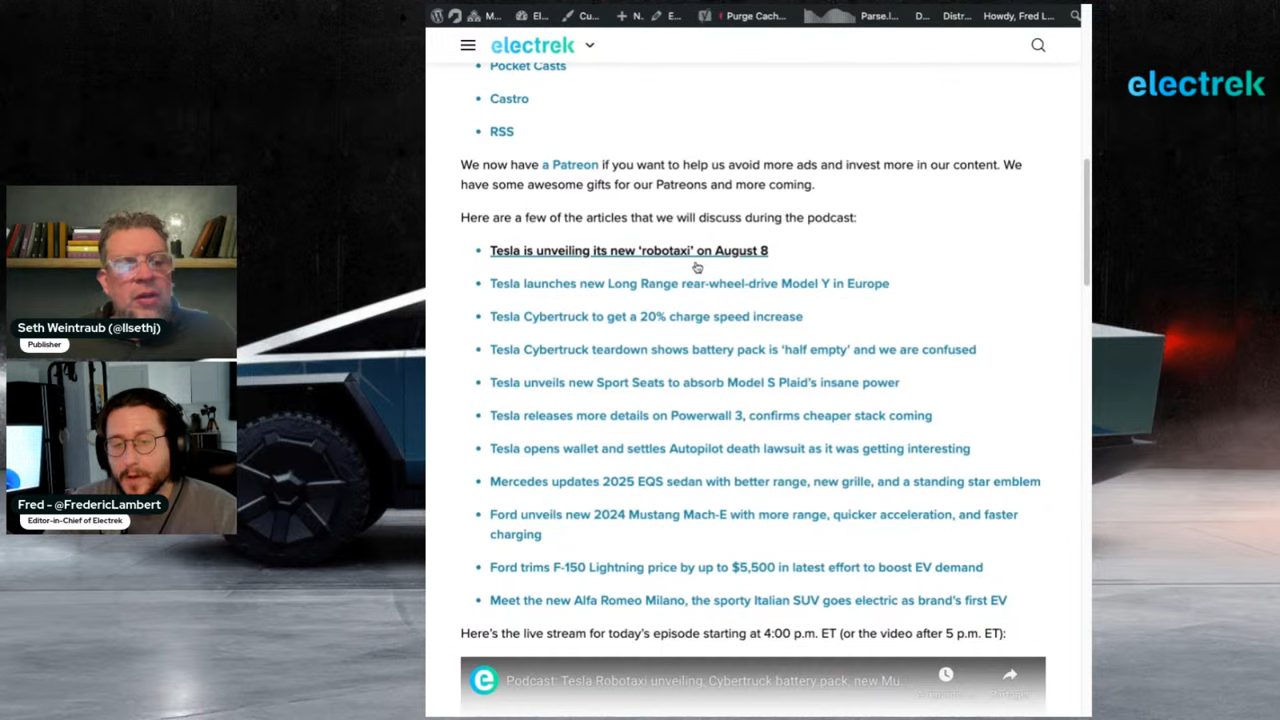 M...
El...
Cu...
N.
E...
Purge Cach...
Parse.l...
D...
Distr...
Howdy, Fred L...
electrek
electrek
Pocket Casts
Castro
RSS
We now have a Patreon if you want to help us avoid more ads and invest more in our content. We
have some awesome gifts for our Patreons and more coming.
Here are a few of the articles that we will discuss during the podcast:
Tesla is unveiling its new ‘robotaxi’ on August 8
Tesla launches new Long Range rear-wheel-drive Model Y in Europe
Tesla Cybertruck to get a 20% charge speed increase
Tesla Cybertruck teardown shows battery pack is ‘half empty’ and we are confused
Tesla unveils new Sport Seats to absorb Model S Plaid’s insane power
Tesla releases more details on Powerwall 3, confirms cheaper stack coming
Tesla opens wallet and settles Autopilot death lawsuit as it was getting interesting
Mercedes updates 2025 EQS sedan with better range, new grille, and a standing star emblem
Ford unveils new 2024 Mustang Mach-E with more range, quicker acceleration, and faster
charging
Ford trims F-150 Lightning price by up to $5,500 in latest effort to boost EV demand
Meet the new Alfa Romeo Milano, the sporty Italian SUV goes electric as brand’s first EV
Here’s the live stream for today’s episode starting at 4:00 p.m. ET (or the video after 5 p.m. ET):
Podcast: Tesla Robotaxi unveiling, Cybertruck battery pack, new Mu...
Seth Weintraub (@llsethj)
Publisher
Fred - @FredericLambert
Editor-in-Chief of Electrek